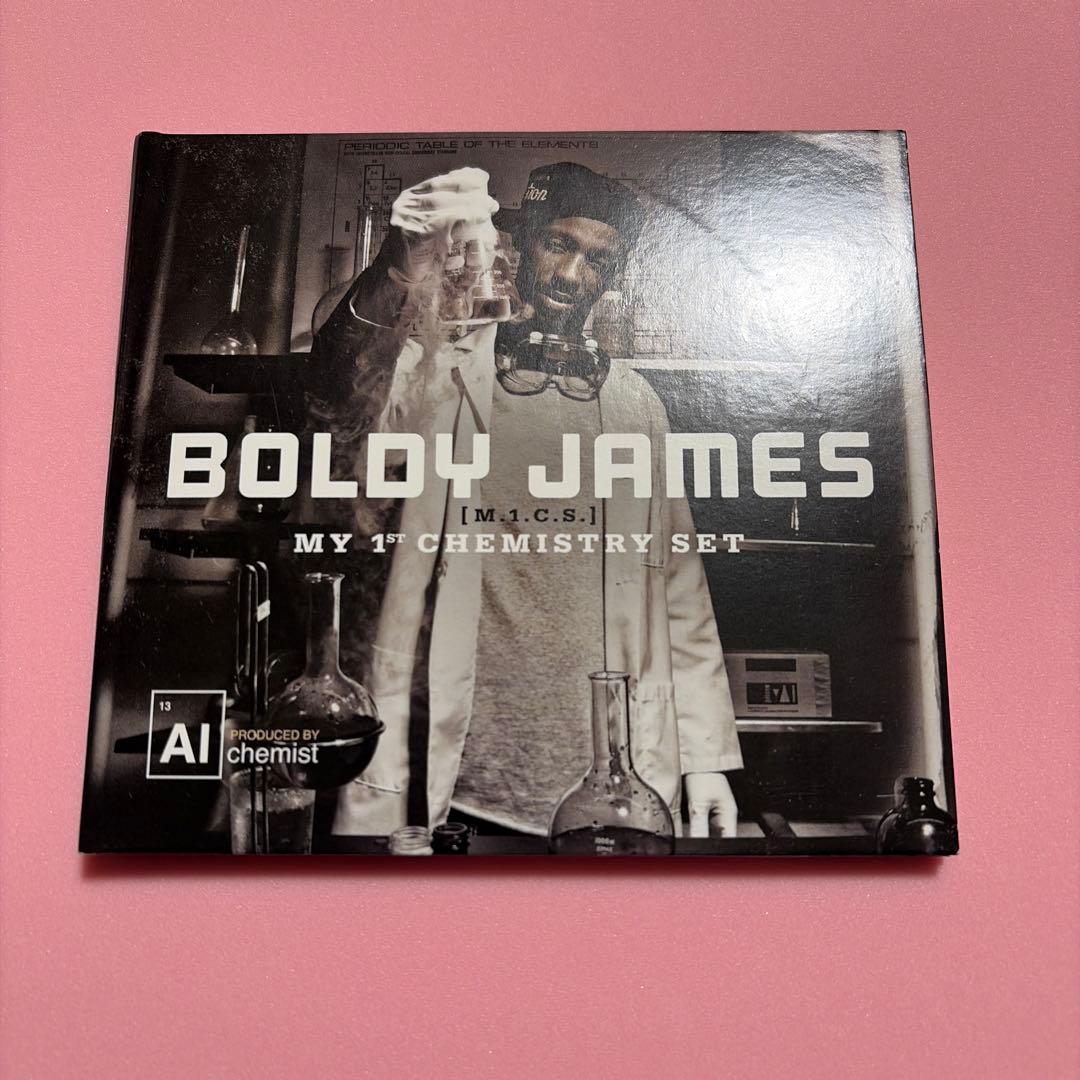 PERIODIC TABLE OF THE ELEMENTS
BOLDY JAMES
[M.1.C.S.]
MY 1ST CHEMISTRY SET
13
Al
PRODUCED BY
chemist